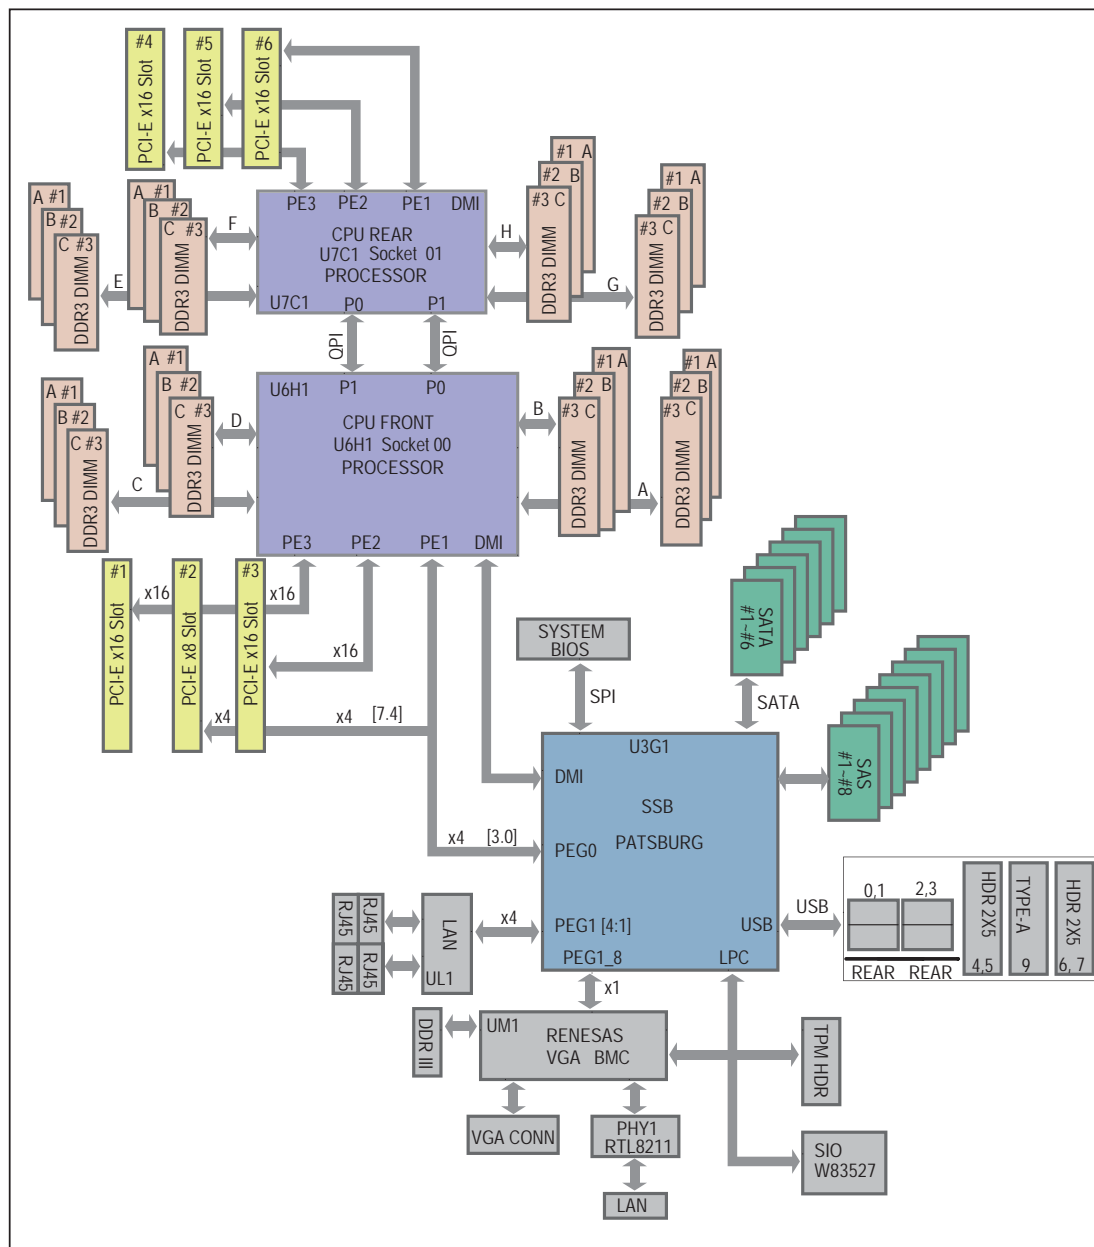 #4
PCI-E x16 Slot
#5
PCI-E x16 Slot
#6
PCI-E x16 Slot
PE3 PE2 PE1 DMI
CPU REAR
U7C1 Socket 01
PROCESSOR
U7C1 P0 P1
A #1
B #2
C #3
DDR3 DIMM
E
A #1
B #2
C #3
DDR3 DIMM
F
H
#1 A
#2 B
#3 C
DDR3 DIMM
G
#1 A
#2 B
#3 C
DDR3 DIMM
QPI
QPI
U6H1 P1 P0
CPU FRONT
U6H1 Socket 00
PROCESSOR
PE3 PE2 PE1 DMI
A #1
B #2
C #3
DDR3 DIMM
C
A #1
B #2
C #3
DDR3 DIMM
D
B
#1 A
#2 B
#3 C
DDR3 DIMM
A
#1 A
#2 B
#3 C
DDR3 DIMM
#1
PCI-E x16 Slot
#2
PCI-E x8 Slot
#3
PCI-E x16 Slot
x16
x16
x16
x4
x4 [7.4]
x4 [3.0]
SYSTEM
BIOS
SPI
SATA
#1~#6
SATA
SAS
#1~#8
U3G1
DMI
SSB
PATSBURG
PEG0
PEG1 [4:1]
PEG1_8
USB
LPC
USB
0,1
REAR
2,3
REAR
HDR 2X5
4,5
TYPE-A
9
HDR 2X5
6, 7
RJ45
RJ45
RJ45
RJ45
LAN
UL1
x4
x1
DDR III
UM1
RENESAS
VGA BMC
TPM HDR
VGA CONN
PHY1
RTL8211
LAN
SIO
W83527